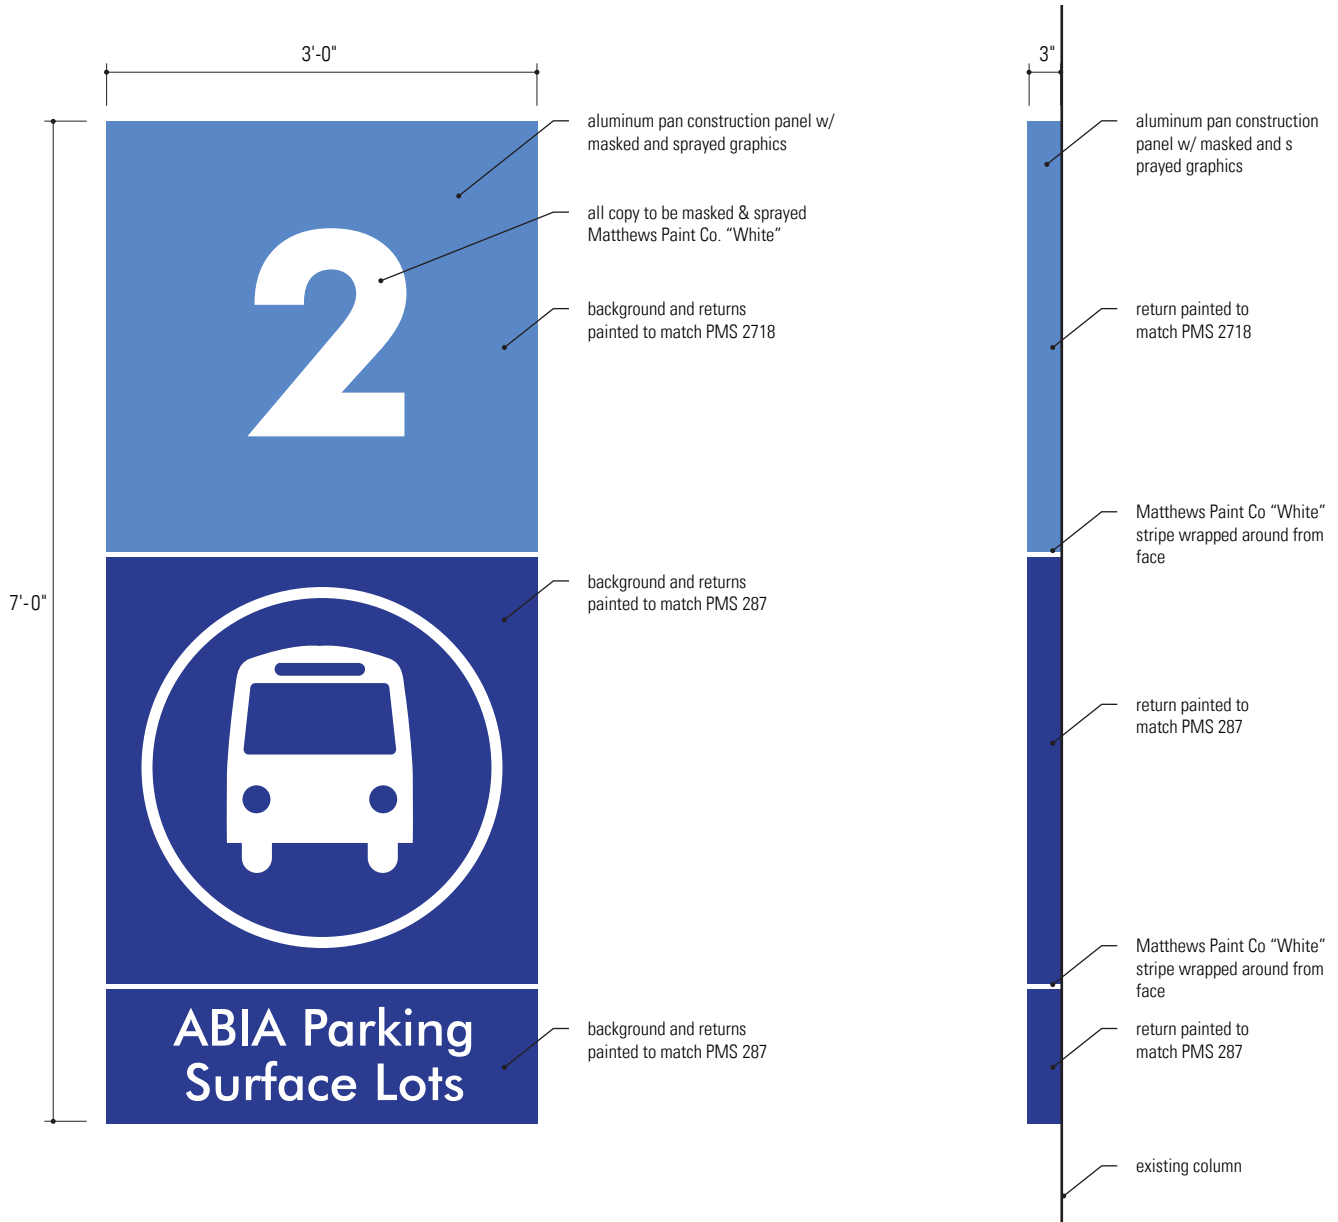 3'-0"
aluminum pan construction panel w/
masked and sprayed graphics
all copy to be masked & sprayed
Matthews Paint Co. “White”
2
background and returns
painted to match PMS 2718
7'-0"
background and returns
painted to match PMS 287
ABIA Parking
Surface Lots
background and returns
painted to match PMS 287
3"
aluminum pan construction
panel w/ masked and s
prayed graphics
return painted to
match PMS 2718
Matthews Paint Co “White”
stripe wrapped around from
face
return painted to
match PMS 287
Matthews Paint Co “White”
stripe wrapped around from
face
return painted to
match PMS 287
existing column